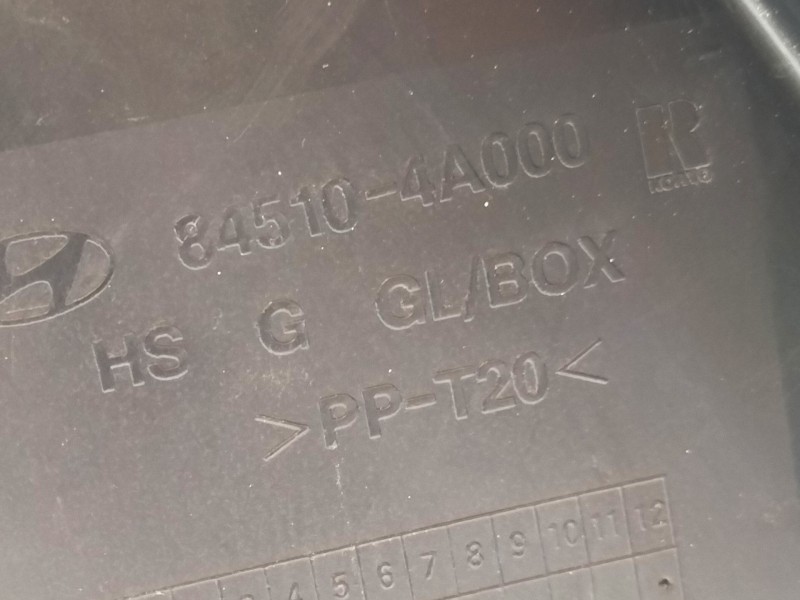 84510-4A000
HS G GL/BOX
>PP-T20<
4 5 6 7 8 9 10 11 12